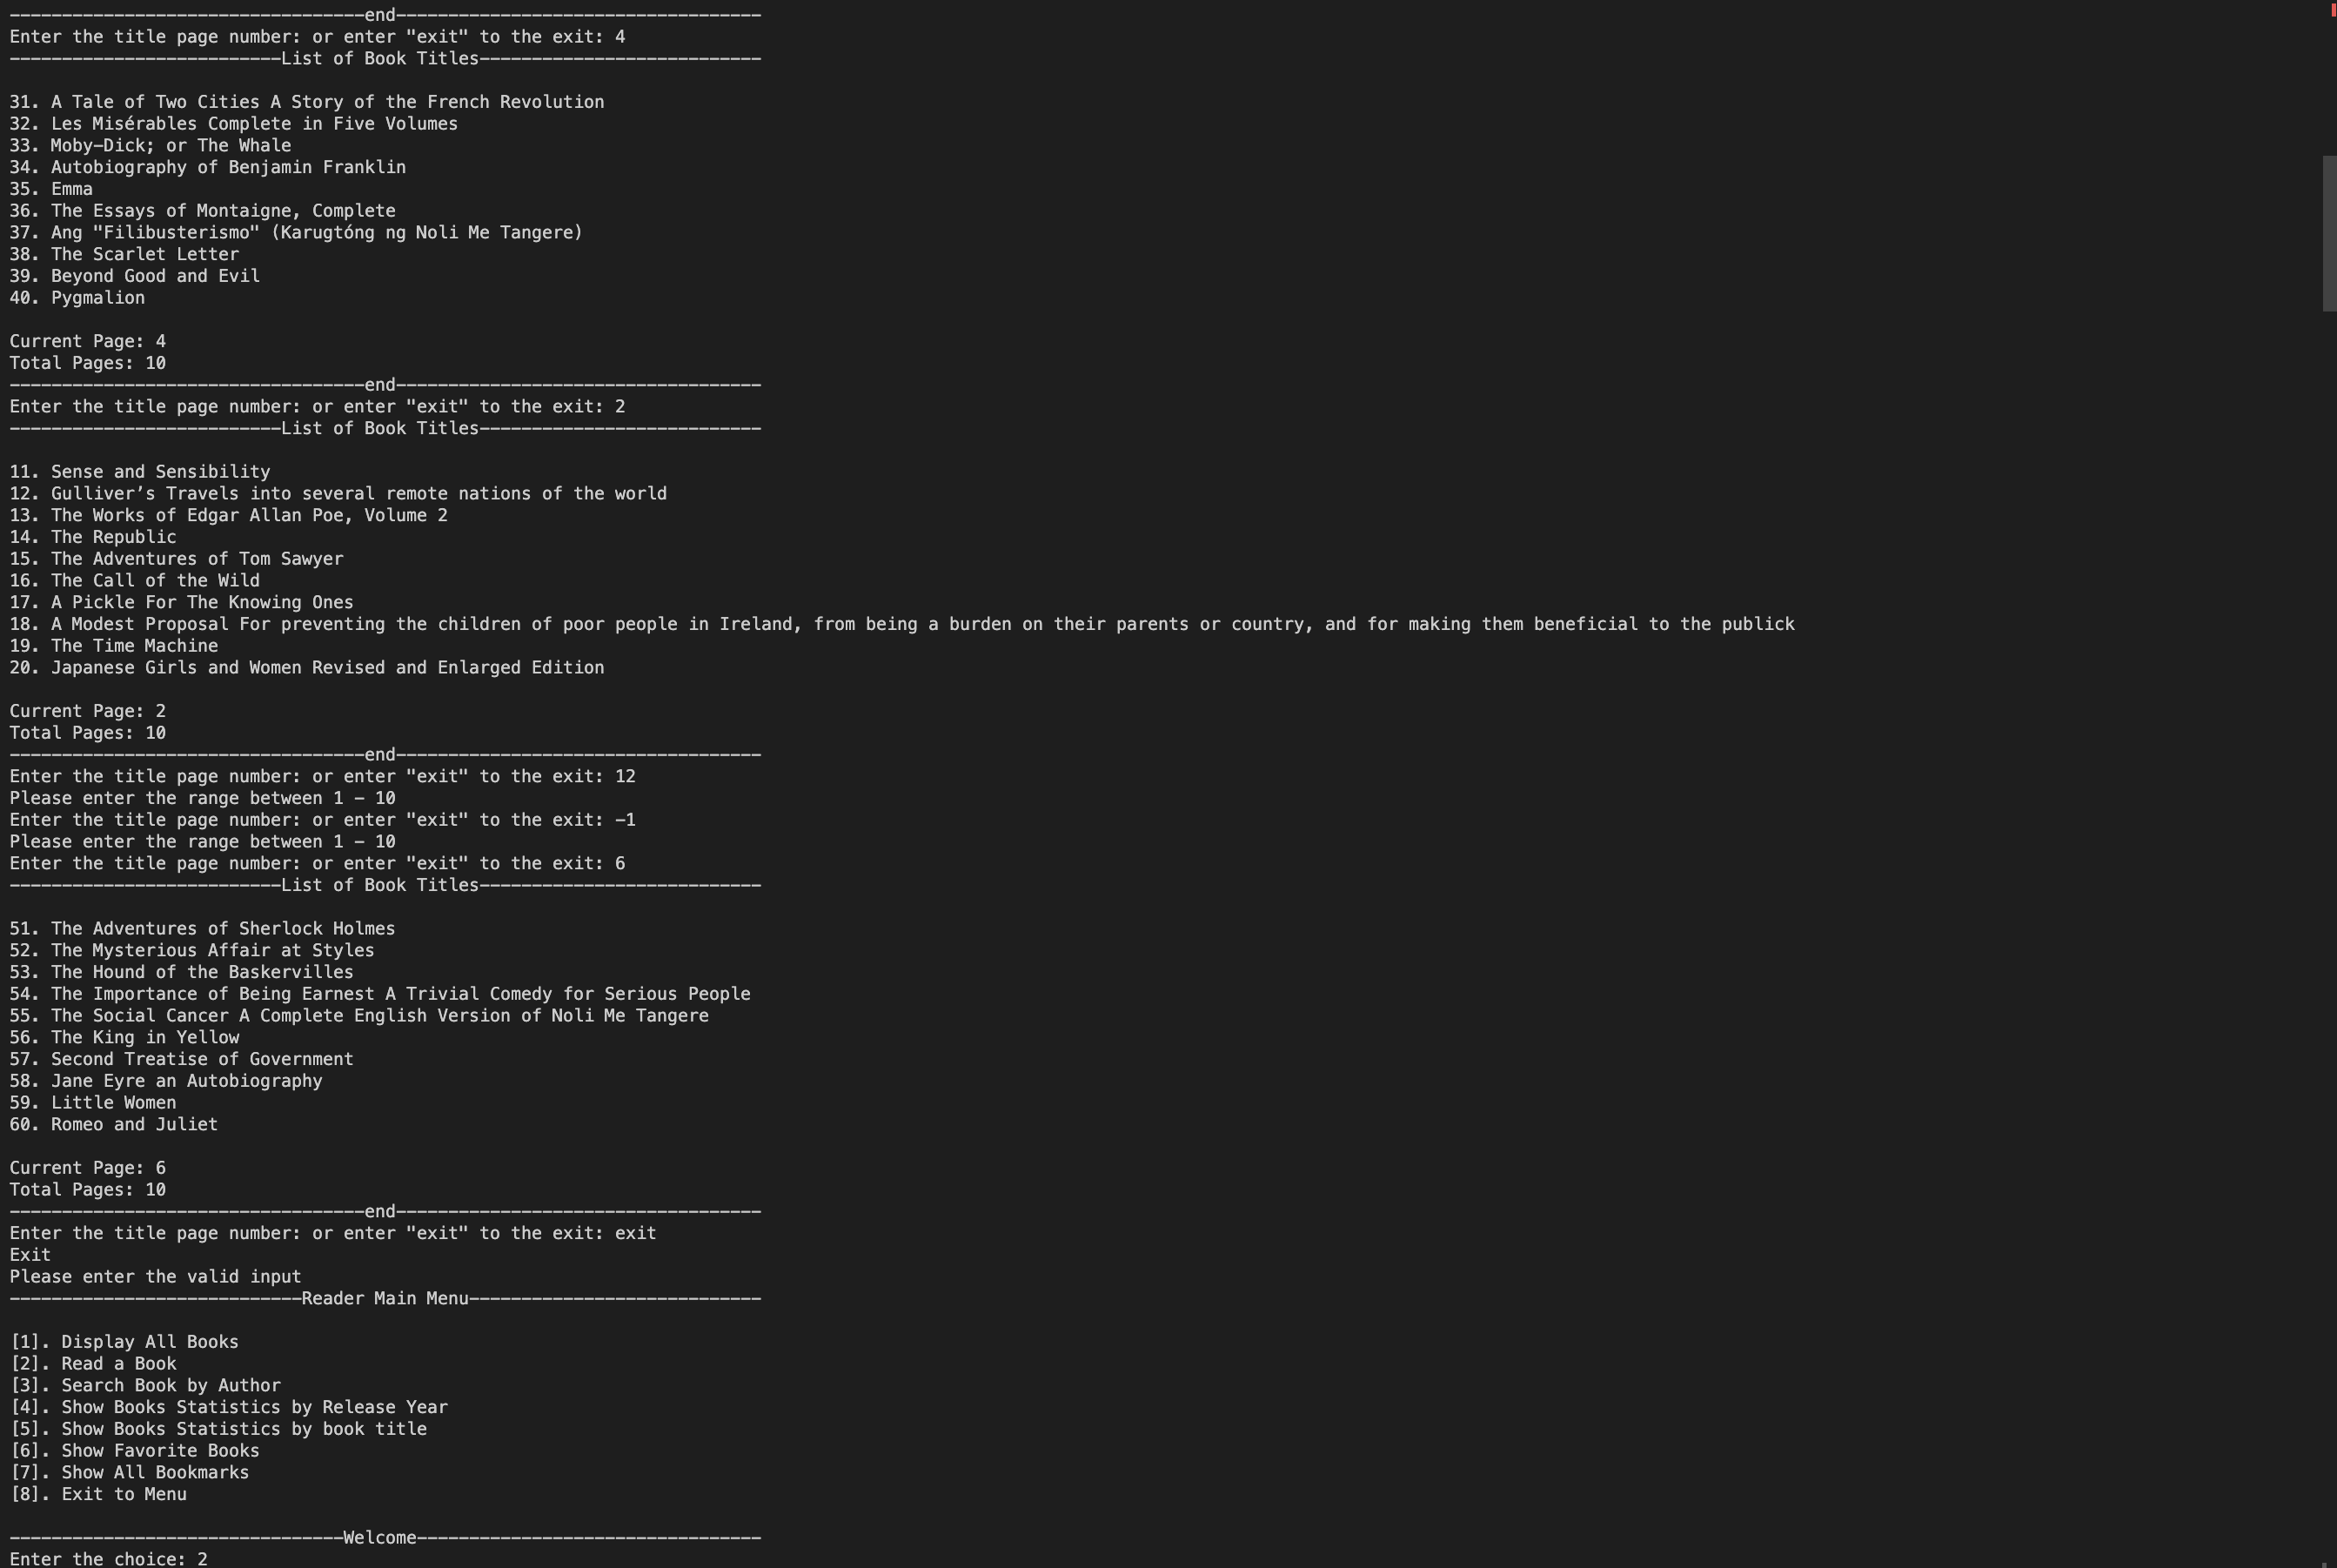 ----------------------------------end-----------------------------------
Enter the title page number: or enter "exit" to the exit: 4
--------------------------List of Book Titles---------------------------
31. A Tale of Two Cities A Story of the French Revolution
32. Les Misérables Complete in Five Volumes
33. Moby-Dick; or The Whale
34. Autobiography of Benjamin Franklin
35. Emma
36. The Essays of Montaigne, Complete
37. Ang "Filibusterismo" (Karugtóng ng Noli Me Tangere)
38. The Scarlet Letter
39. Beyond Good and Evil
40. Pygmalion
Current Page: 4
Total Pages: 10
----------------------------------end-----------------------------------
Enter the title page number: or enter "exit" to the exit: 2
--------------------------List of Book Titles---------------------------
11. Sense and Sensibility
12. Gulliver’s Travels into several remote nations of the world
13. The Works of Edgar Allan Poe, Volume 2
14. The Republic
15. The Adventures of Tom Sawyer
16. The Call of the Wild
17. A Pickle For The Knowing Ones
18. A Modest Proposal For preventing the children of poor people in Ireland, from being a burden on their parents or country, and for making them beneficial to the publick
19. The Time Machine
20. Japanese Girls and Women Revised and Enlarged Edition
Current Page: 2
Total Pages: 10
----------------------------------end-----------------------------------
Enter the title page number: or enter "exit" to the exit: 12
Please enter the range between 1 - 10
Enter the title page number: or enter "exit" to the exit: -1
Please enter the range between 1 - 10
Enter the title page number: or enter "exit" to the exit: 6
--------------------------List of Book Titles---------------------------
51. The Adventures of Sherlock Holmes
52. The Mysterious Affair at Styles
53. The Hound of the Baskervilles
54. The Importance of Being Earnest A Trivial Comedy for Serious People
55. The Social Cancer A Complete English Version of Noli Me Tangere
56. The King in Yellow
57. Second Treatise of Government
58. Jane Eyre an Autobiography
59. Little Women
60. Romeo and Juliet
Current Page: 6
Total Pages: 10
----------------------------------end-----------------------------------
Enter the title page number: or enter "exit" to the exit: exit
Exit
Please enter the valid input
----------------------------Reader Main Menu----------------------------
[1]. Display All Books
[2]. Read a Book
[3]. Search Book by Author
[4]. Show Books Statistics by Release Year
[5]. Show Books Statistics by book title
[6]. Show Favorite Books
[7]. Show All Bookmarks
[8]. Exit to Menu
--------------------------------Welcome---------------------------------
Enter the choice: 2